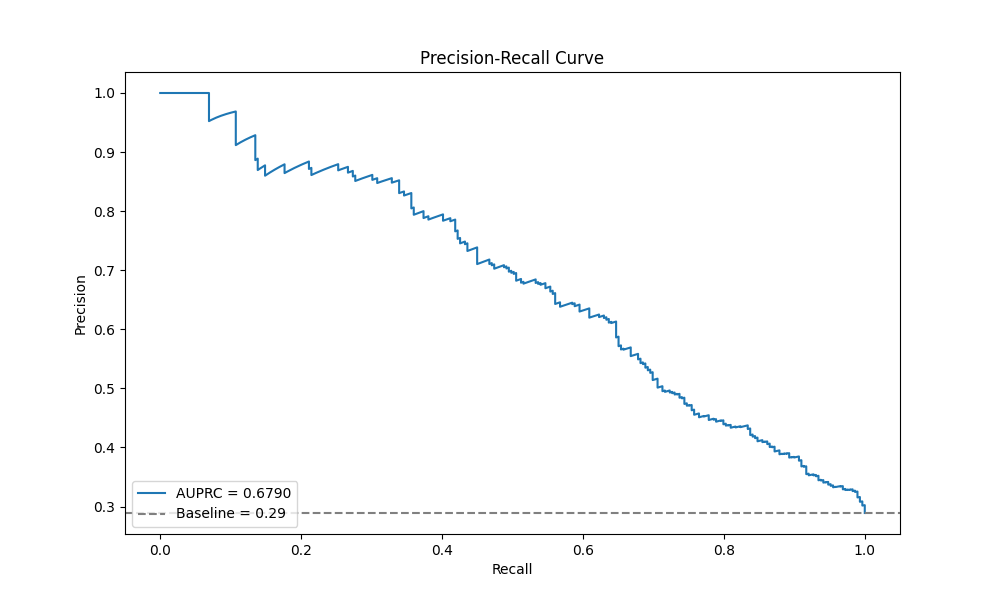 Precision-Recall Curve
Precision
1.0
0.9
0.8
0.7
0.6
0.5
0.4
0.3
AUPRC = 0.6790
Baseline = 0.29
0.0 0.2 0.4 0.6 0.8 1.0
Recall